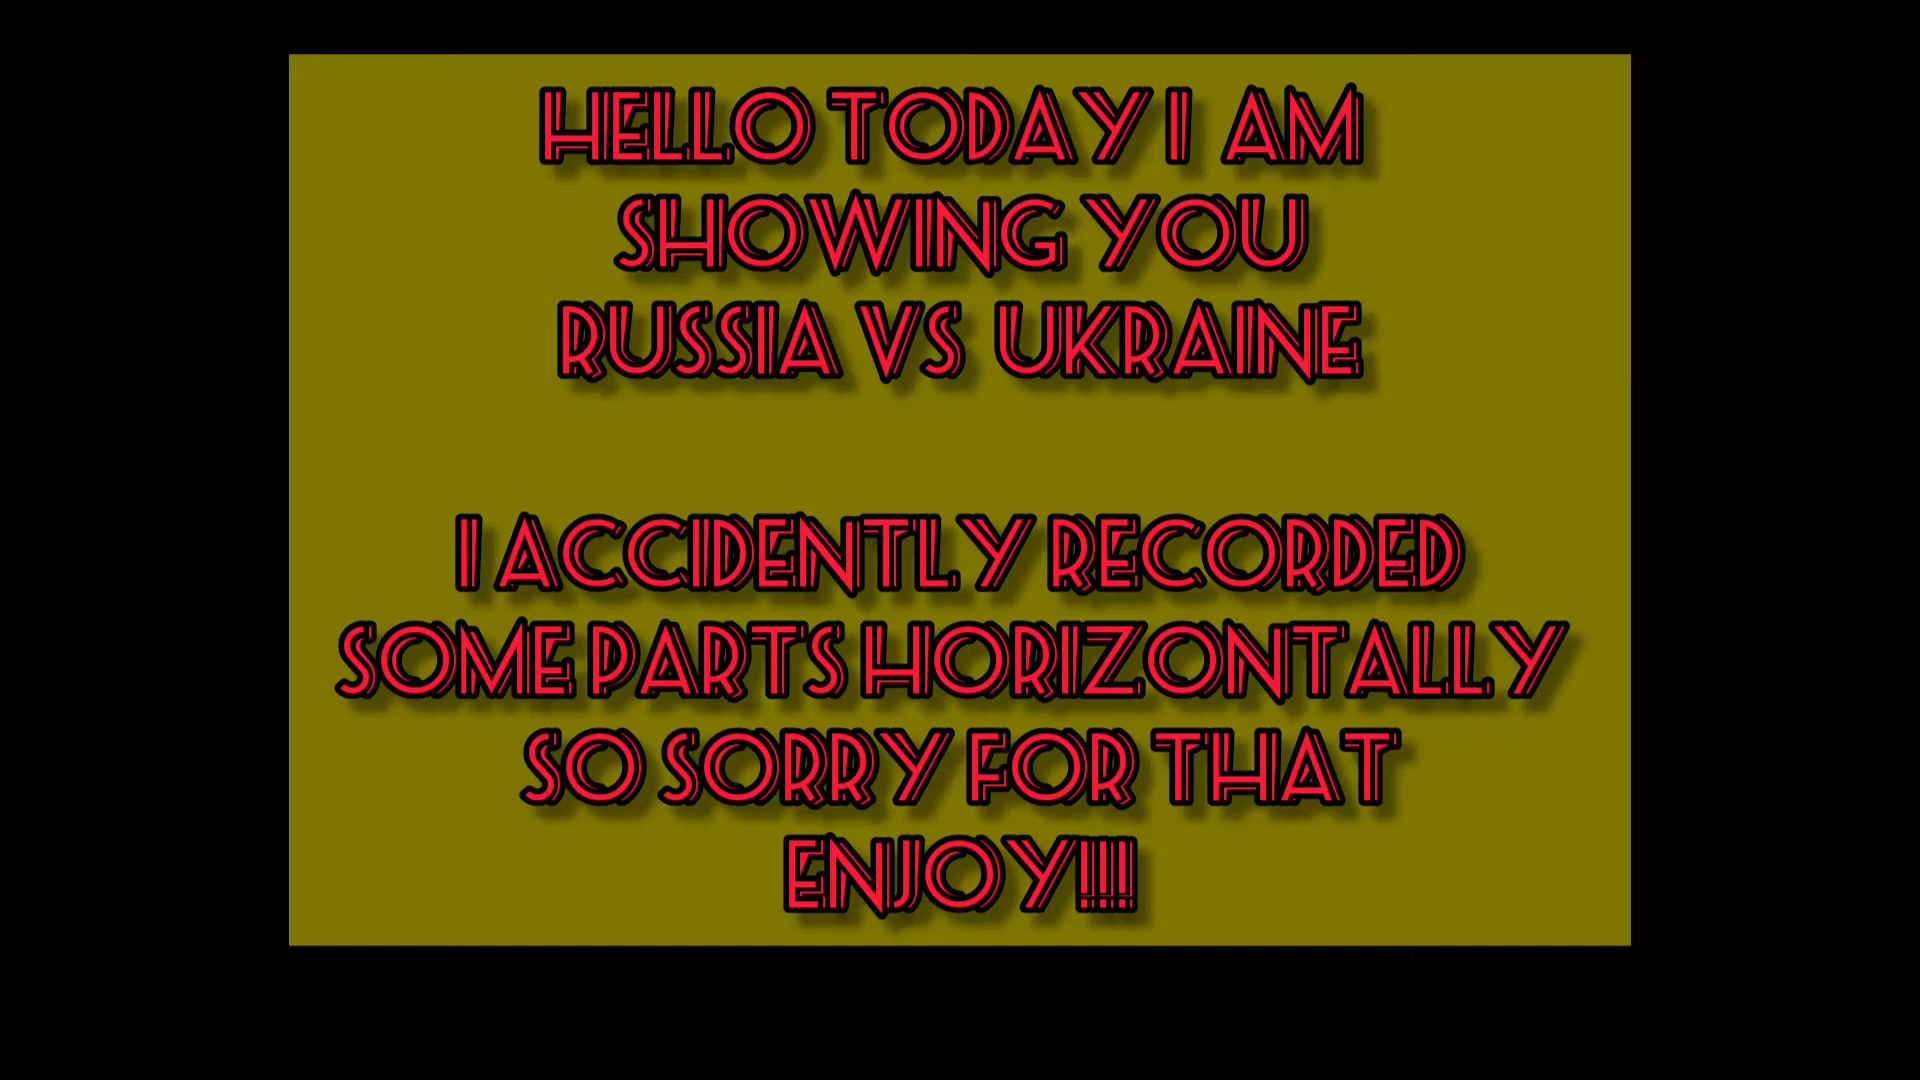 HELLO TODAY I AM
SHOWING YOU
RUSSIA VS UKRAINE
I ACCIDENTLY RECORDED
SOME PARTS HORIZONTALLY
SO SORRY FOR THAT
ENJOY!!!!